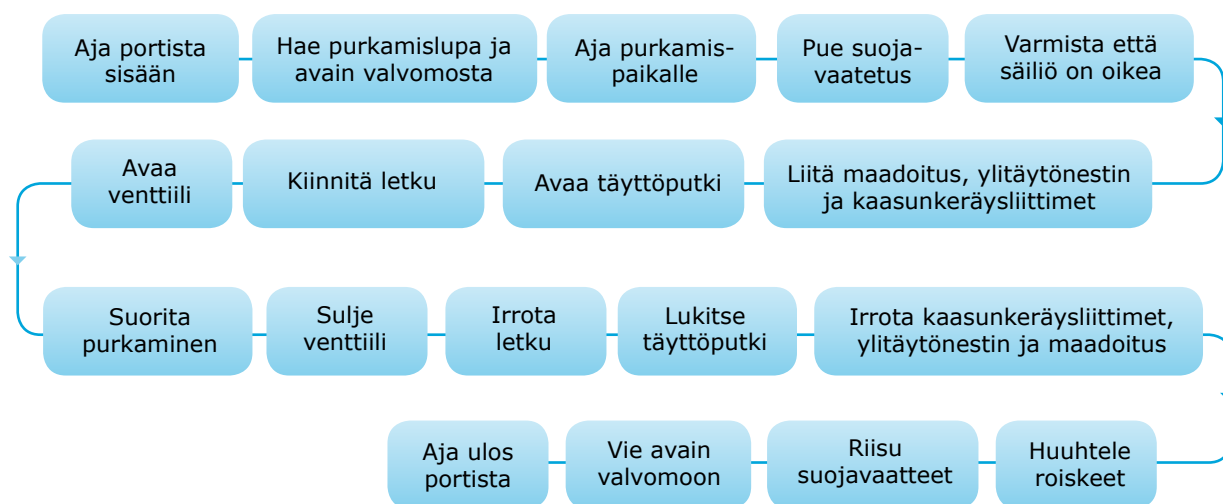 Aja portista
sisään
Hae purkamislupa ja
avain valvomosta
Aja purkamis-
paikalle
Pue suoja-
vaatetus
Varmista että
säiliö on oikea
Liitä maadoitus, ylitäytönestin
ja kaasunkeräysliittimet
Avaa täyttöputki
Kiinnitä letku
Avaa
venttiili
Suorita
purkaminen
Sulje
venttiili
Irrota
letku
Lukitse
täyttöputki
Irrota kaasunkeräysliittimet,
ylitäytönestin ja maadoitus
Huuhtele
roiskeet
Riisu
suojavaatteet
Vie avain
valvomoon
Aja ulos
portista